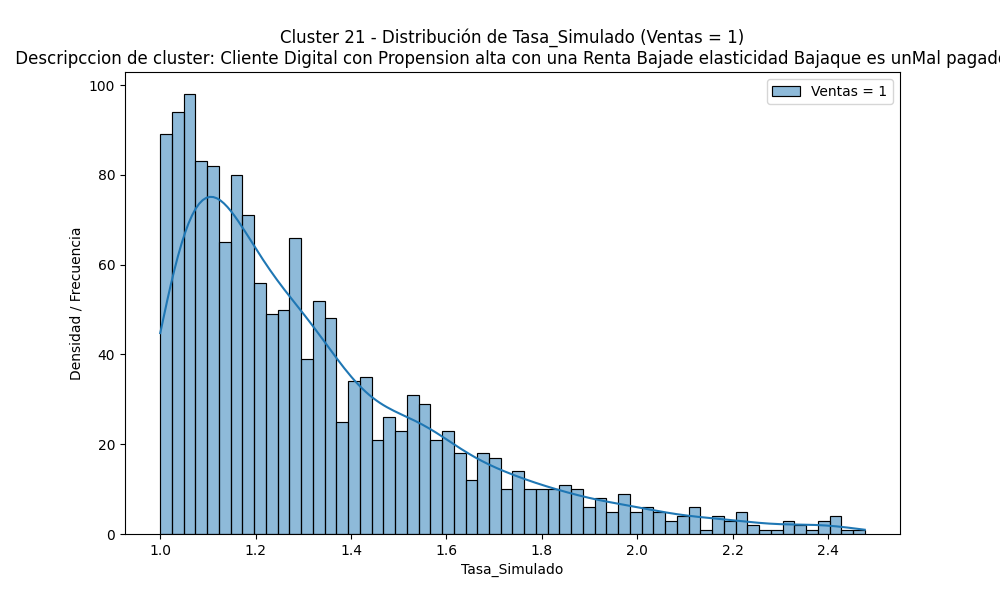 Cluster 21 - Distribución de Tasa_Simulado (Ventas = 1)
Descripccion de cluster: Cliente Digital con Propension alta con una Renta Bajade elasticidad Bajaque es unMal pagado
Ventas = 1
100
80
60
40
20
0
Densidad / Frecuencia
1.0 1.2 1.4 1.6 1.8 2.0 2.2 2.4
Tasa_Simulado